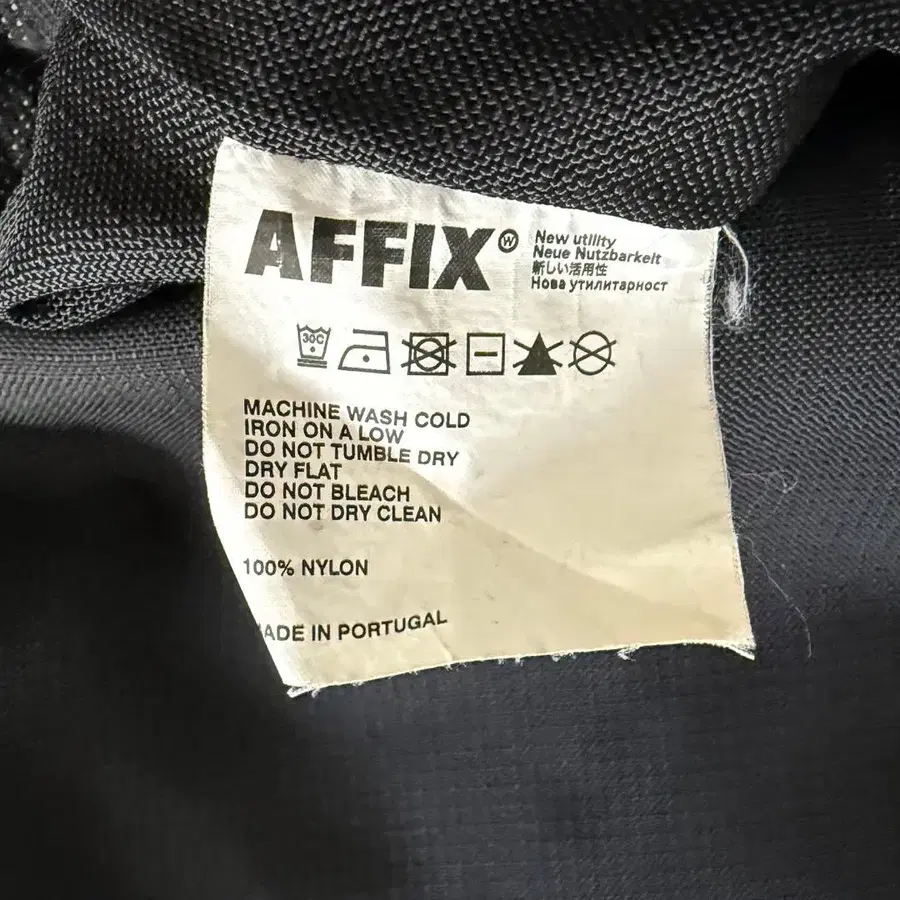 AFFIX
New utility
Neue Nutzbarkeit
新しい活用性
Нова утилитарност
30C
MACHINE WASH COLD
IRON ON A LOW
DO NOT TUMBLE DRY
DRY FLAT
DO NOT BLEACH
DO NOT DRY CLEAN
100% NYLON
ADE IN PORTUGAL